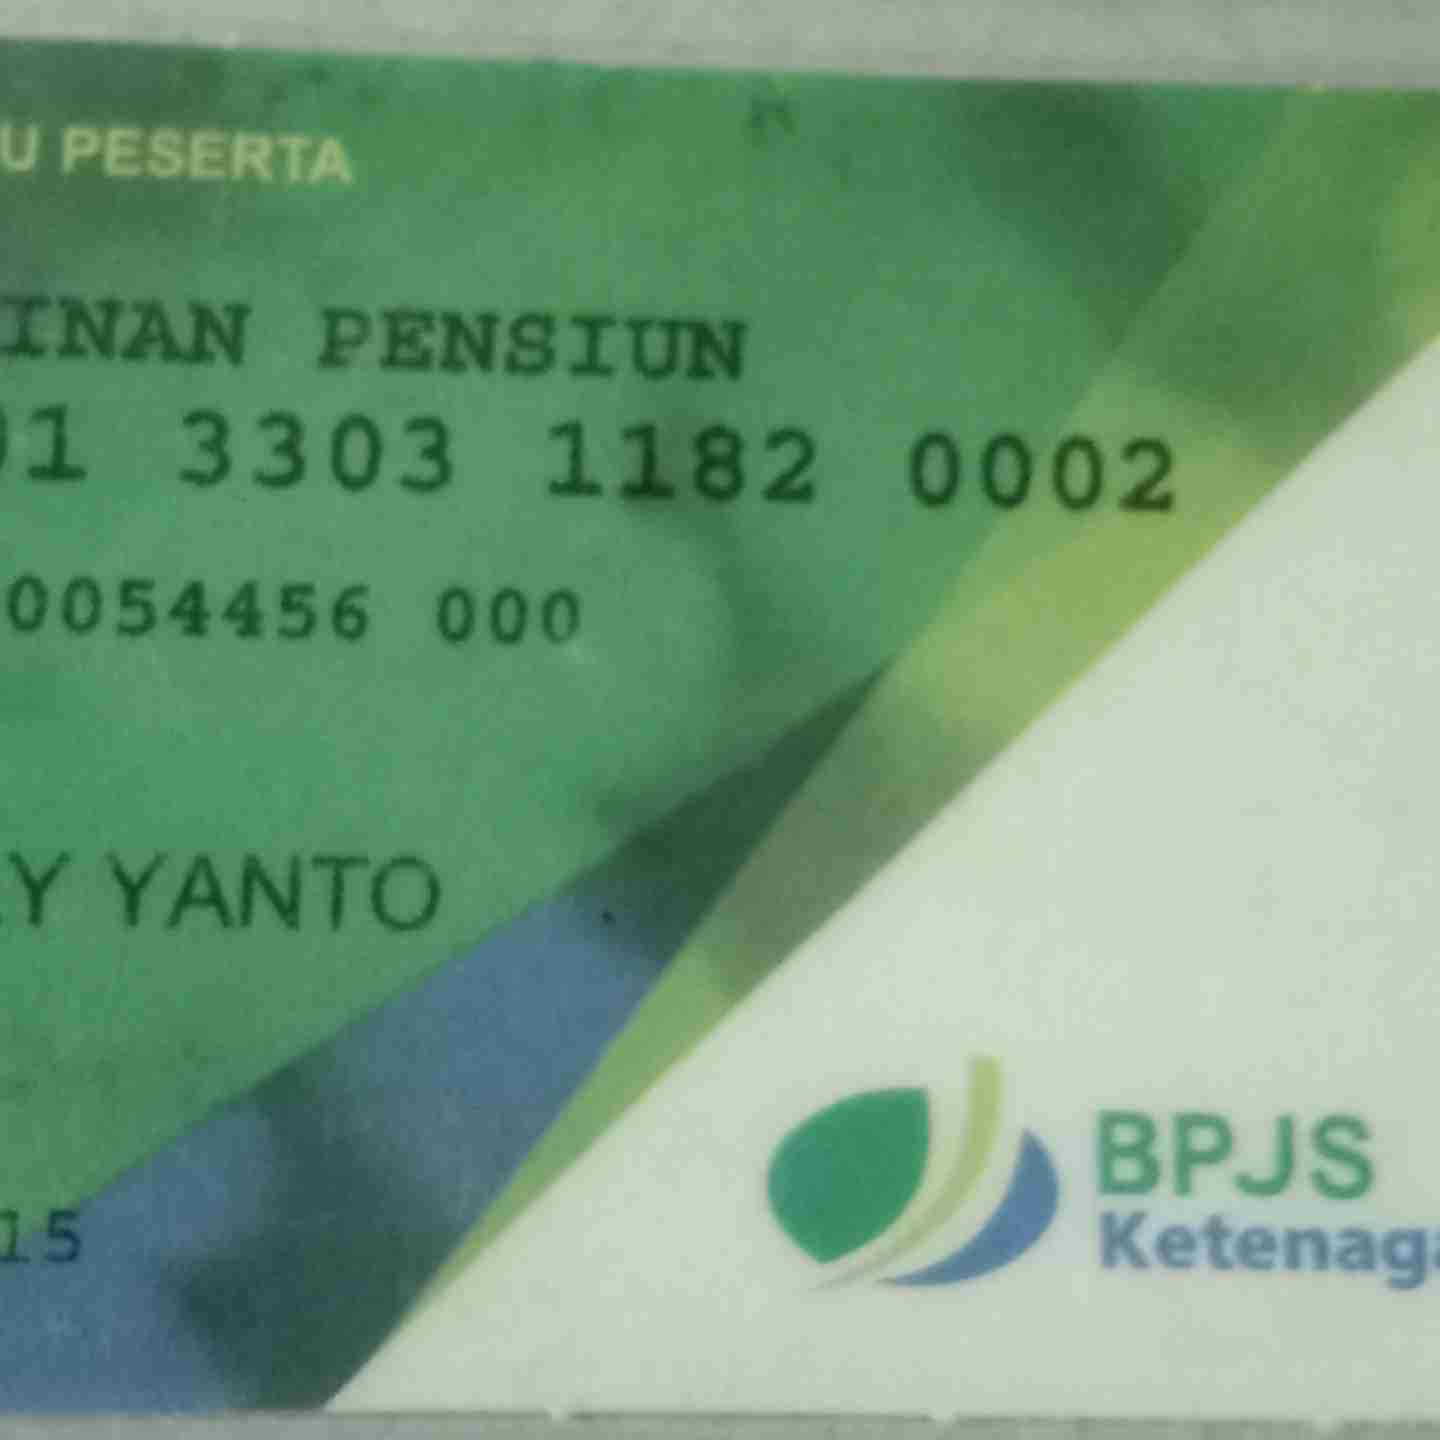 U PESERTA
INAN PENSIUN
01 3303 1182 0002
0054456 000
Y YANTO
15
BPJS
Ketenaga